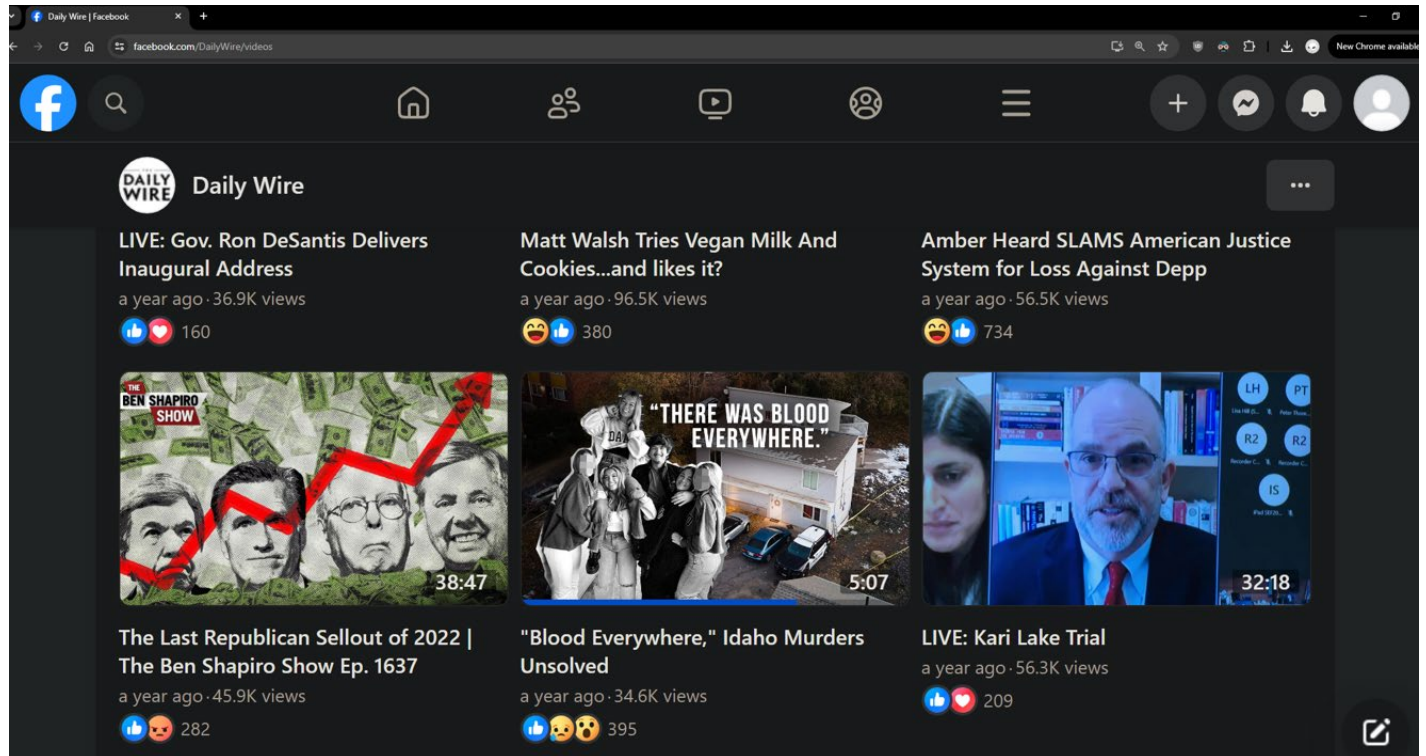 Daily Wire | Facebook
facebook.com/DailyWire/videos
New Chrome available
THE
DAILY
WIRE
Daily Wire
LIVE: Gov. Ron DeSantis Delivers
Inaugural Address
a year ago · 36.9K views
160
Matt Walsh Tries Vegan Milk And
Cookies...and likes it?
a year ago · 96.5K views
380
Amber Heard SLAMS American Justice
System for Loss Against Depp
a year ago · 56.5K views
734
THE
BEN SHAPIRO
SHOW
38:47
"THERE WAS BLOOD
EVERYWHERE."
5:07
LH
PT
R2
R2
IS
32:18
The Last Republican Sellout of 2022 |
The Ben Shapiro Show Ep. 1637
a year ago · 45.9K views
282
"Blood Everywhere," Idaho Murders
Unsolved
a year ago · 34.6K views
395
LIVE: Kari Lake Trial
a year ago · 56.3K views
209